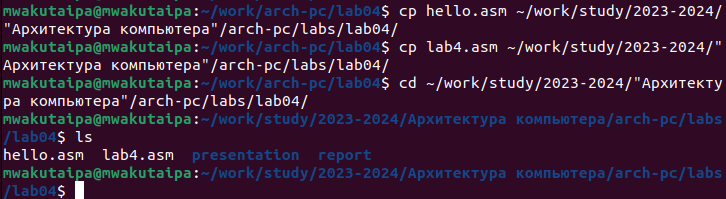 mwakutaipa@mwakutaipa:~/work/arch-pc/lab04$ cp hello.asm ~/work/study/2023-2024/
"Архитектура компьютера"/arch-pc/labs/lab04/
mwakutaipa@mwakutaipa:~/work/arch-pc/lab04$ cp lab4.asm ~/work/study/2023-2024/"
Архитектура компьютера"/arch-pc/labs/lab04/
mwakutaipa@mwakutaipa:~/work/arch-pc/lab04$ cd ~/work/study/2023-2024/"Архитекту
ра компьютера"/arch-pc/labs/lab04/
mwakutaipa@mwakutaipa:~/work/study/2023-2024/Архитектура компьютера/arch-pc/labs
/lab04$ ls
hello.asm  lab4.asm  presentation  report
mwakutaipa@mwakutaipa:~/work/study/2023-2024/Архитектура компьютера/arch-pc/labs
/lab04$